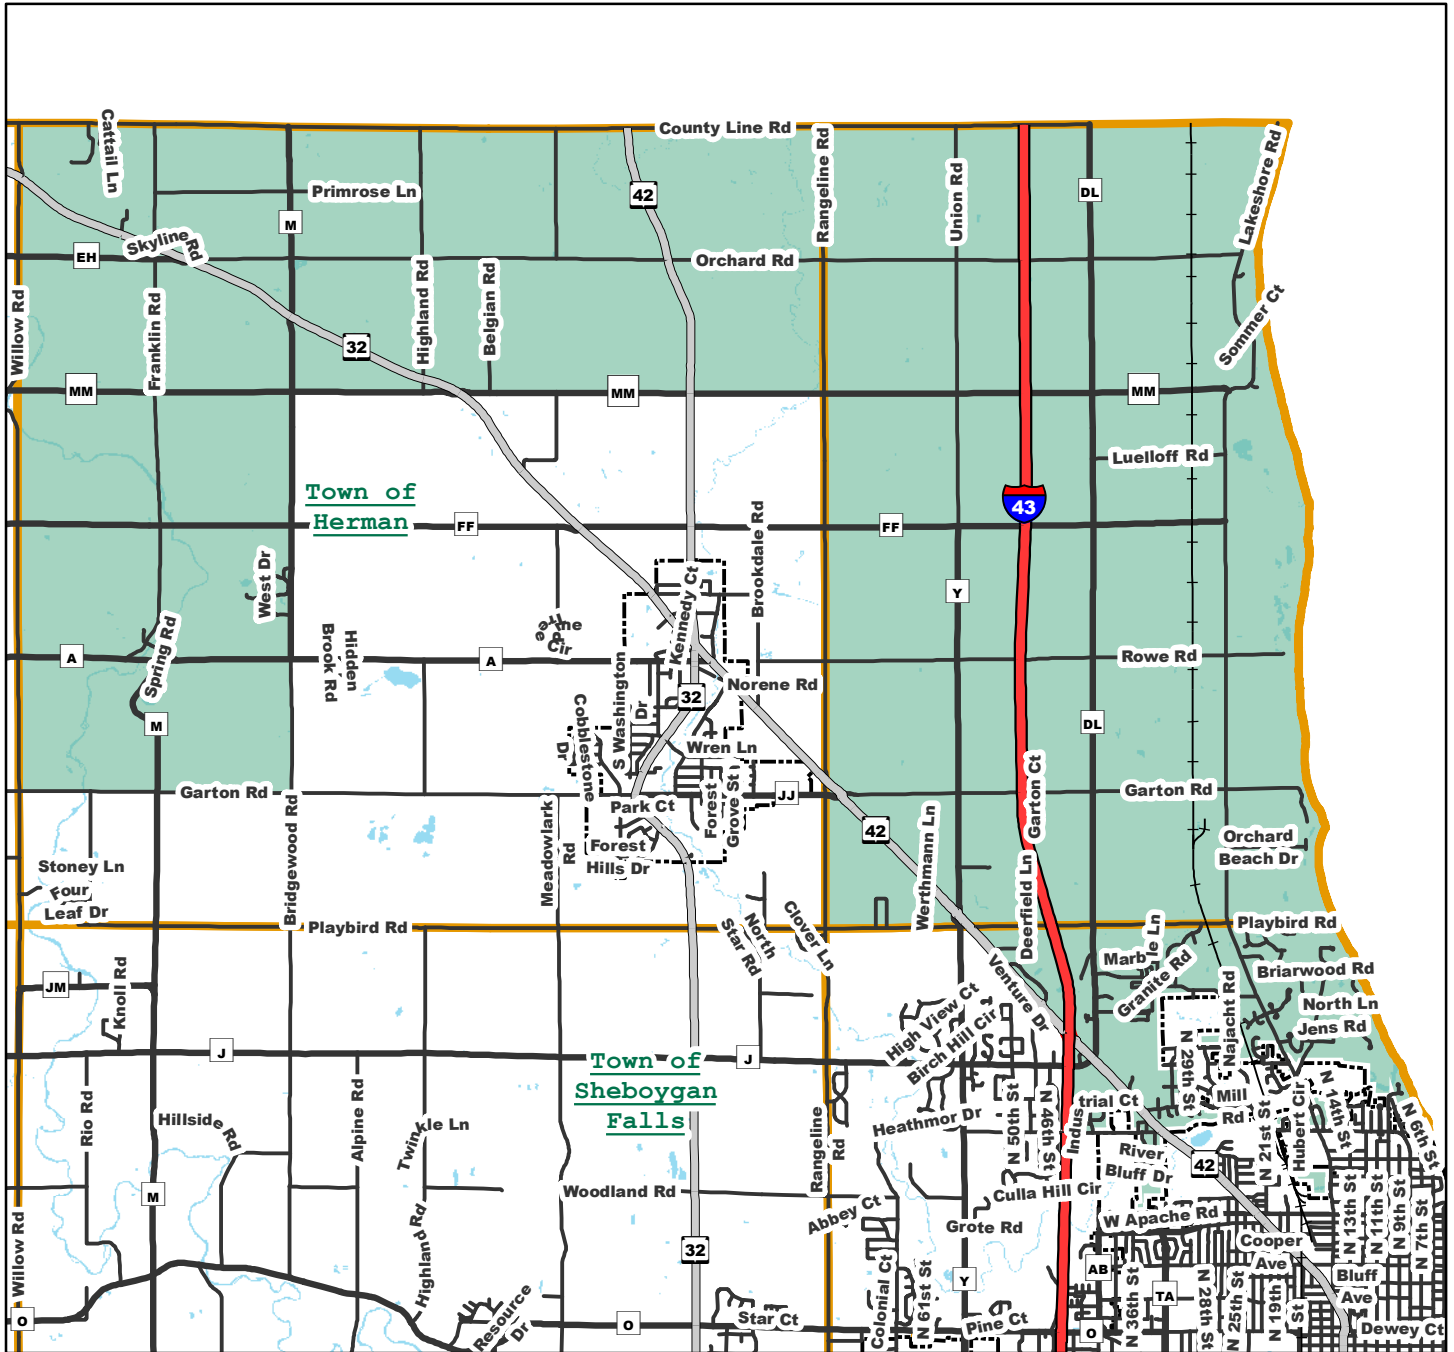 County Line Rd
Cattail Ln
Primrose Ln
42
Rangeline Rd
Union Rd
DL
Lakeshore Rd
M
Skyline Rd
EH
Orchard Rd
Willow Rd
Franklin Rd
Highland Rd
Belgian Rd
Sommer Ct
32
MM
MM
MM
Luelloff Rd
Town of
Herman
43
FF
FF
Brookdale Rd
West Dr
Kennedy Ct
Y
Spring Rd
Hidden
Brook Rd
Tree
Cir
A
A
Rowe Rd
S Washington
Dr
32
Norene Rd
M
DL
Cobblestone
Dr
Wren Ln
Garton Ct
Garton Rd
Park Ct
Forest
Grove St
JJ
Garton Rd
Bridgewood Rd
Meadowlark
Rd
42
Werthmann Ln
Orchard
Beach Dr
Forest
Hills Dr
Stoney Ln
Four
Leaf Dr
Deerfield Ln
Playbird Rd
North
Star Rd
Clover Ln
Playbird Rd
Marble Ln
Granite Rd
Briarwood Rd
JM
Knoll Rd
Venture Dr
Najacht Rd
North Ln
Jens Rd
High View Ct
Birch Hill Cir
J
Town of
Sheboygan
Falls
J
N 29th St
Rio Rd
Hillside Rd
Alpine Rd
Twinkle Ln
Rangeline
Rd
Heathmor Dr
N 50th St
N 46th St
trial Ct
Mill
Rd
N 21st St
Hubert Cir
N 14th St
N 6th St
River
Bluff Dr
42
M
Woodland Rd
Culla Hill Cir
Abbey Ct
Grote Rd
W Apache Rd
Cooper
Ave
N 13th St
N 11th St
N 9th St
N 7th St
Willow Rd
Highland Rd
32
Colonial Ct
N 61st St
Y
AB
N 36th St
TA
N 28th St
N 25th St
N 19th
St
Bluff
Ave
O
Resource
Dr
O
Star Ct
Pine Ct
O
Dewey Ct